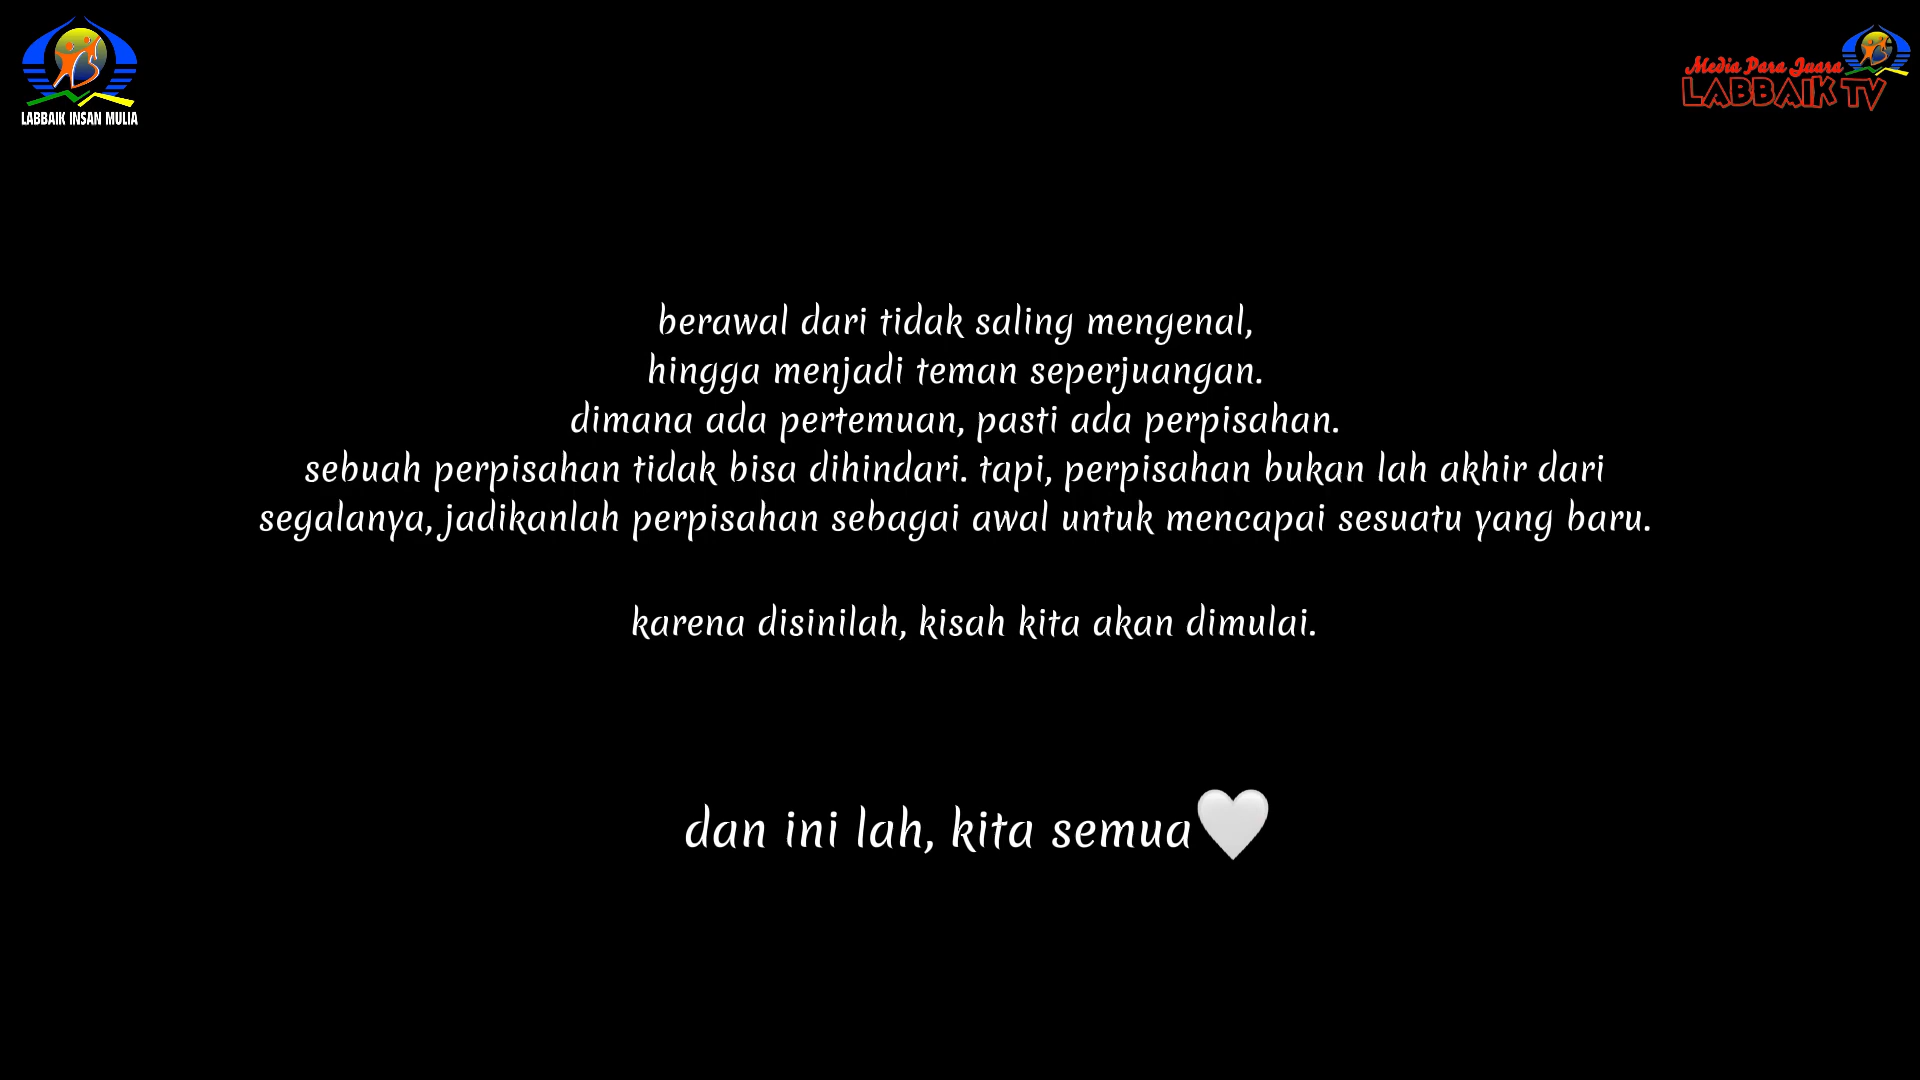 LABBAIK INSAN MULIA
Media Para Juara
LABBAIK TV
berawal dari tidak saling mengenal,
hingga menjadi teman seperjuangan.
dimana ada pertemuan, pasti ada perpisahan.
sebuah perpisahan tidak bisa dihindari. tapi, perpisahan bukan lah akhir dari
segalanya, jadikanlah perpisahan sebagai awal untuk mencapai sesuatu yang baru.
karena disinilah, kisah kita akan dimulai.
dan ini lah, kita semua🤍